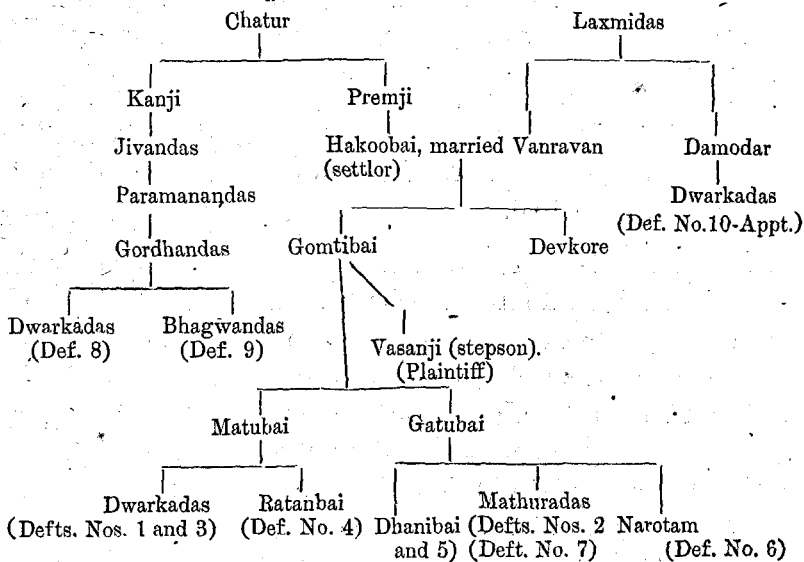 Chatur Laxmidas
Kanji Premji
Jivandas Hakoobai, married Vanravan Damodar
(settlor)
Paramanandas Dwarkadas
(Def. No.10-Appt.)
Gordhandas Gomtibai Devkore
Dwarkadas Bhagwandas
(Def. 8) (Def. 9) Vasanji (stepson).
(Plaintiff)
Matubai Gatubai
Dwarkadas Ratanbai Mathuradas
(Defts. Nos. 1 and 3) (Def. No. 4) Dhanibai (Defts. Nos. 2 Narotam
and 5) (Deft. No. 7) (Def. No. 6)